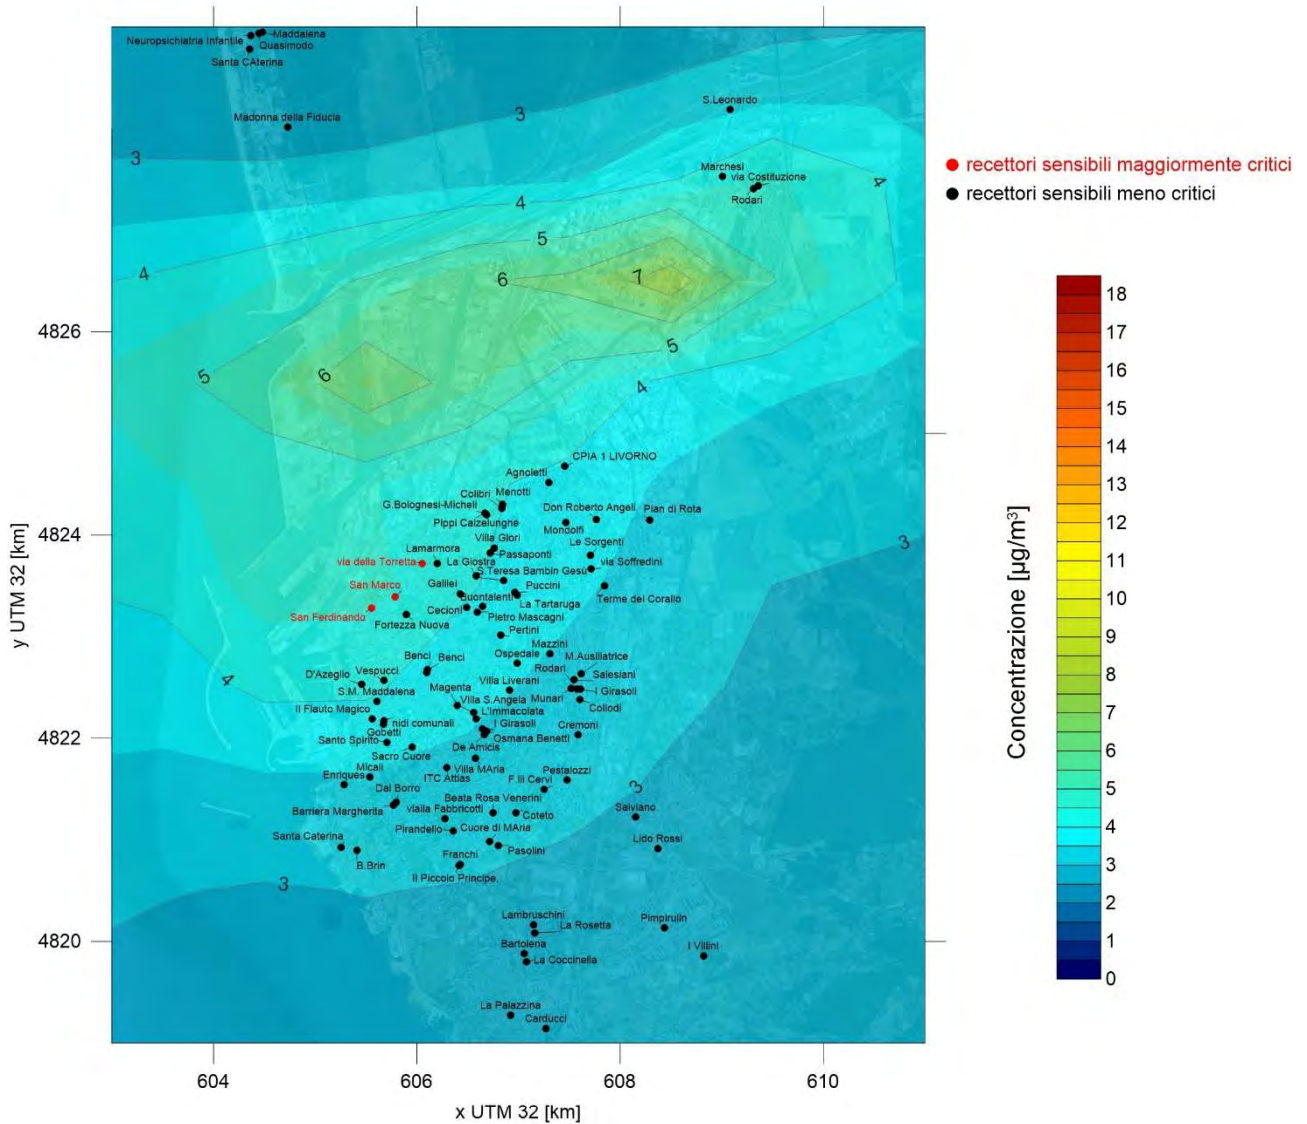 Neuropsichiatria Infantile
Maddalena
Quasimodo
Santa CAterina
Madonna della Fiducia
S.Leonardo
Marchesi
via Costituzione
Rodari
recettori sensibili maggiormente critici
recettori sensibili meno critici
3
3
4
4
4
5
6
7
5
6
5
4
3
4
3
3
CPIA 1 LIVORNO
Agnoletti
Colibri
Menotti
G.Bolognesi-Micheli
Pippi Calzelunghe
Don Roberto Angeli
Pian di Rota
Mondolfi
Villa Glori
Le Sorgenti
Lamarmora
Passaponti
via della Torretta
La Giostra
via Soffredini
S.Teresa Bambin Gesù
San Marco
Galilei
Puccini
Buontalenti
Terme del Corallo
La Tartaruga
San Ferdinando
Cecioni
Fortezza Nuova
Pietro Mascagni
Pertini
Mazzini
Benci
Benci
Ospedale
M.Ausiliatrice
Rodari
Salesiani
D'Azeglio
Vespucci
Villa Liverani
S.M. Maddalena
Magenta
Munari
I Girasoli
Villa S.Angela
Collodi
Il Flauto Magico
L'Immacolata
nidi comunali
I Girasoli
Cremoni
Gobetti
Santo Spirito
Osmana Benetti
Sacro Cuore
De Amicis
Micali
Villa MAria
Enriques
ITC Attias
F.lli Cervi
Pestalozzi
Dal Borro
Beata Rosa Venerini
Barriera Margherita
vialla Fabbricotti
Coteto
Salviano
Pirandello
Cuore di MAria
Santa Caterina
Lido Rossi
B.Brin
Franchi
Pasolini
Il Piccolo Principe,
Lambruschini
La Rosetta
Pimpirulin
Bartolena
I Villini
La Coccinella
La Palazzina
Carducci
4826
4824
4822
4820
y UTM 32 [km]
604
606
608
610
x UTM 32 [km]
Concentrazione [µg/m³]
18
17
16
15
14
13
12
11
10
9
8
7
6
5
4
3
2
1
0